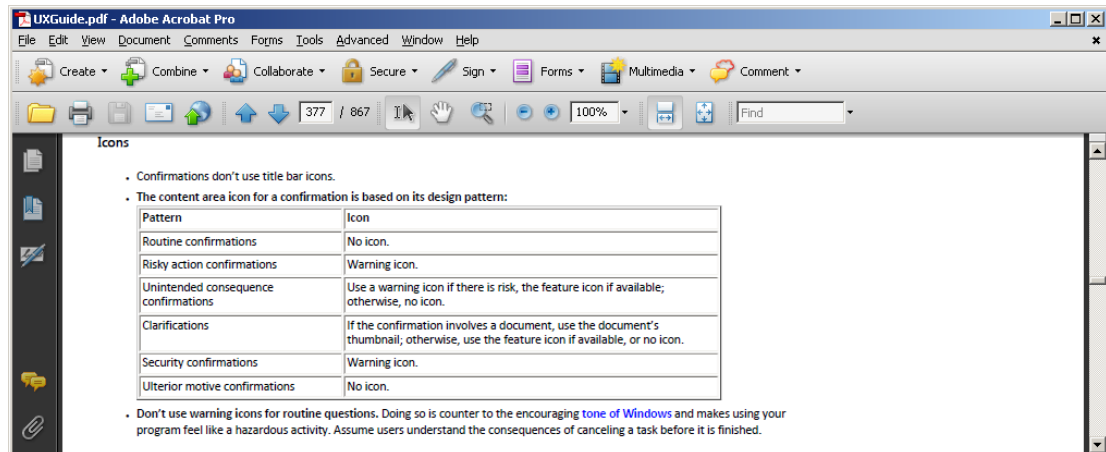 UXGuide.pdf - Adobe Acrobat Pro
File Edit View Document Comments Forms Tools Advanced Window Help
Create Combine Collaborate Secure Sign Forms Multimedia Comment
377 / 867 100% Find
Icons
• Confirmations don't use title bar icons.
• The content area icon for a confirmation is based on its design pattern:
Pattern Icon
Routine confirmations No icon.
Risky action confirmations Warning icon.
Unintended consequence Use a warning icon if there is risk, the feature icon if available;
confirmations otherwise, no icon.
Clarifications If the confirmation involves a document, use the document's
thumbnail; otherwise, use the feature icon if available, or no icon.
Security confirmations Warning icon.
Ulterior motive confirmations No icon.
• Don't use warning icons for routine questions. Doing so is counter to the encouraging tone of Windows and makes using your
program feel like a hazardous activity. Assume users understand the consequences of canceling a task before it is finished.